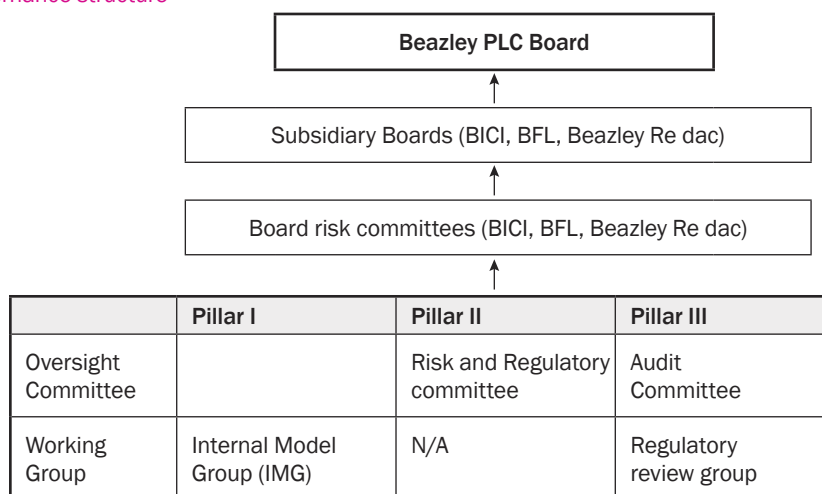 structure
Beazley PLC Board
Subsidiary Boards (BICI, BFL, Beazley Re dac)
Board risk committees (BICI, BFL, Beazley Re dac)
Pillar I Pillar II Pillar III
Oversight Committee
Risk and Regulatory committee
Audit Committee
Working Group
Internal Model Group (IMG)
N/A
Regulatory review group